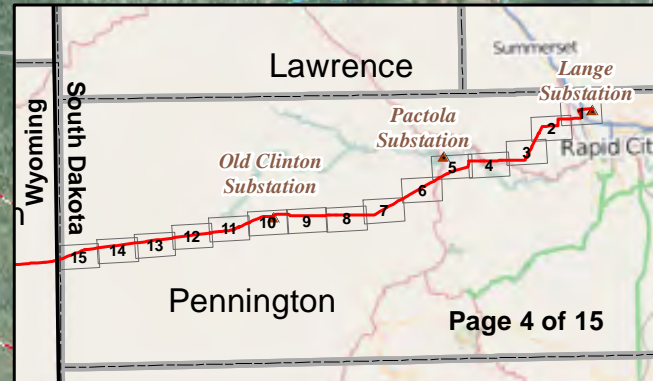 Summerset
Lawrence
Lange
Substation
Wyoming
South Dakota
Pactola
Substation
1
2
Rapid Cit
3
Old Clinton
Substation
5
4
6
7
8
9
10
11
12
13
14
15
Pennington
Page 4 of 15